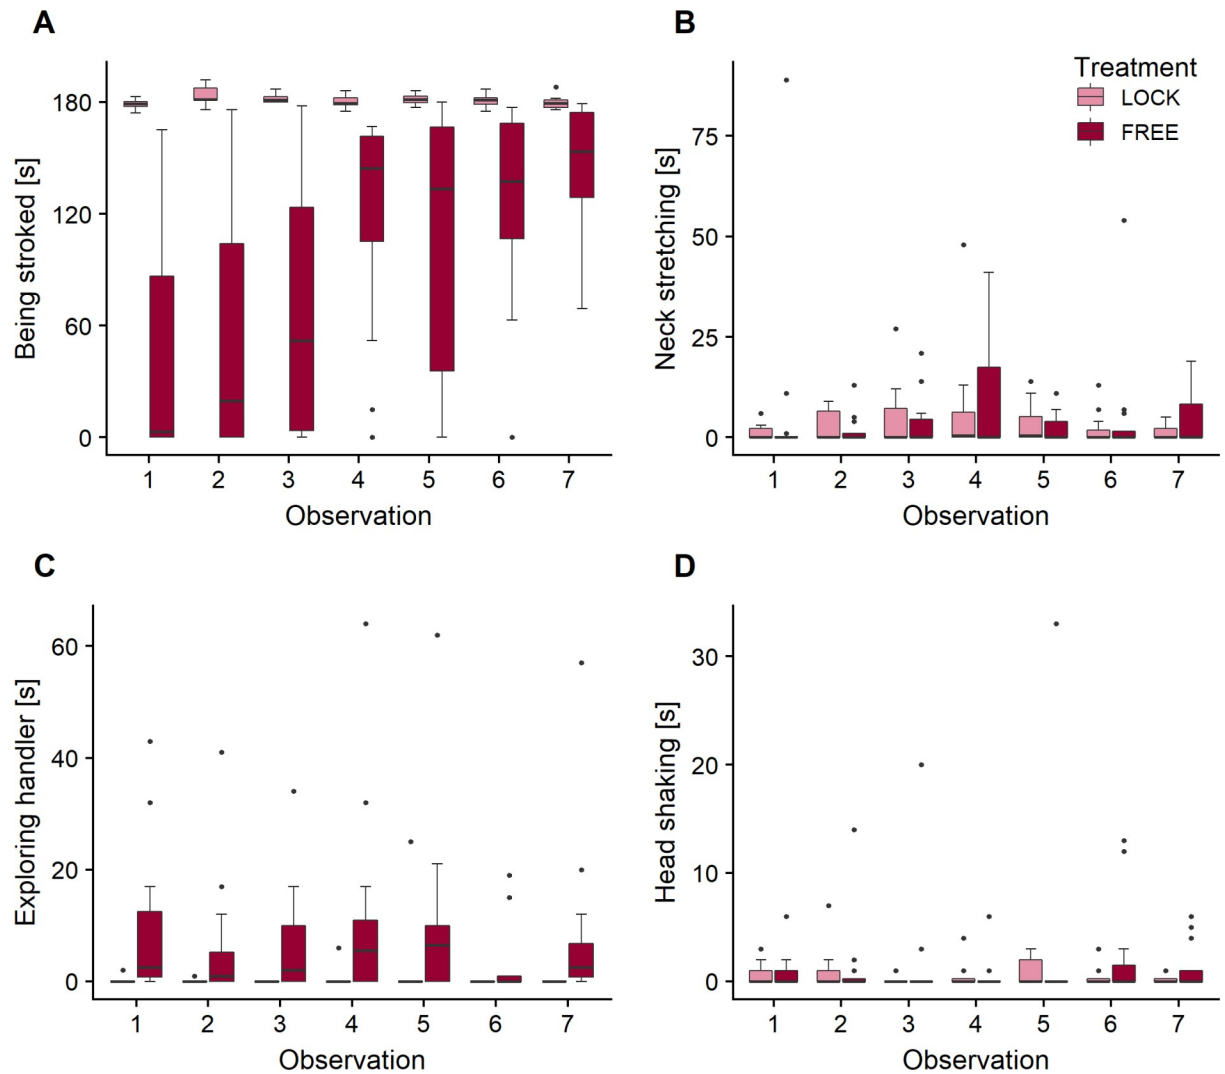 A
Being stroked [s]
180
120
60
0
1 2 3 4 5 6 7
Observation
B
Treatment
LOCK
FREE
Neck stretching [s]
75
50
25
0
1 2 3 4 5 6 7
Observation
C
Exploring handler [s]
60
40
20
0
1 2 3 4 5 6 7
Observation
D
Head shaking [s]
30
20
10
0
1 2 3 4 5 6 7
Observation